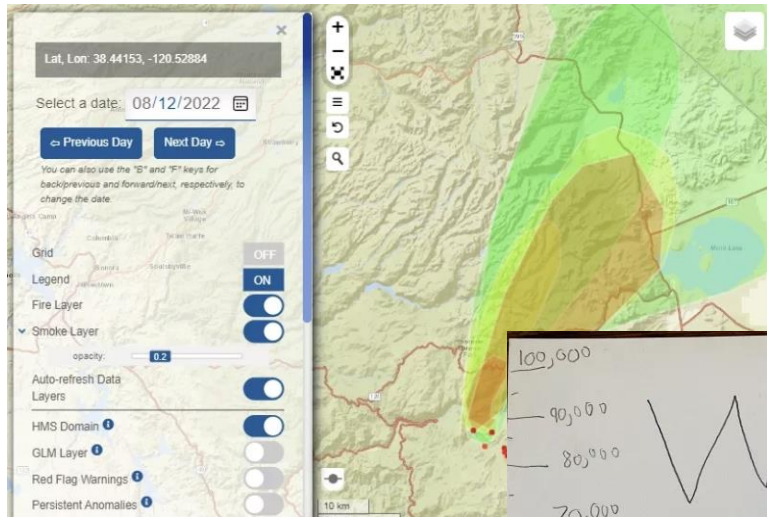 Lat, Lon: 38.44153, -120.52884
Select a date: 08/12/2022
⇦ Previous Day
Next Day ⇨
You can also use the "B" and "F" keys for
back/previous and forward/next, respectively, to
change the date.
Grid OFF
Legend ON
Fire Layer
Smoke Layer
opacity: 0.2
Auto-refresh Data
Layers
HMS Domain
GLM Layer
Red Flag Warnings
Persistent Anomalies
+
−
10 km
Mono Lake
100,000
90,000
80,000
70,000